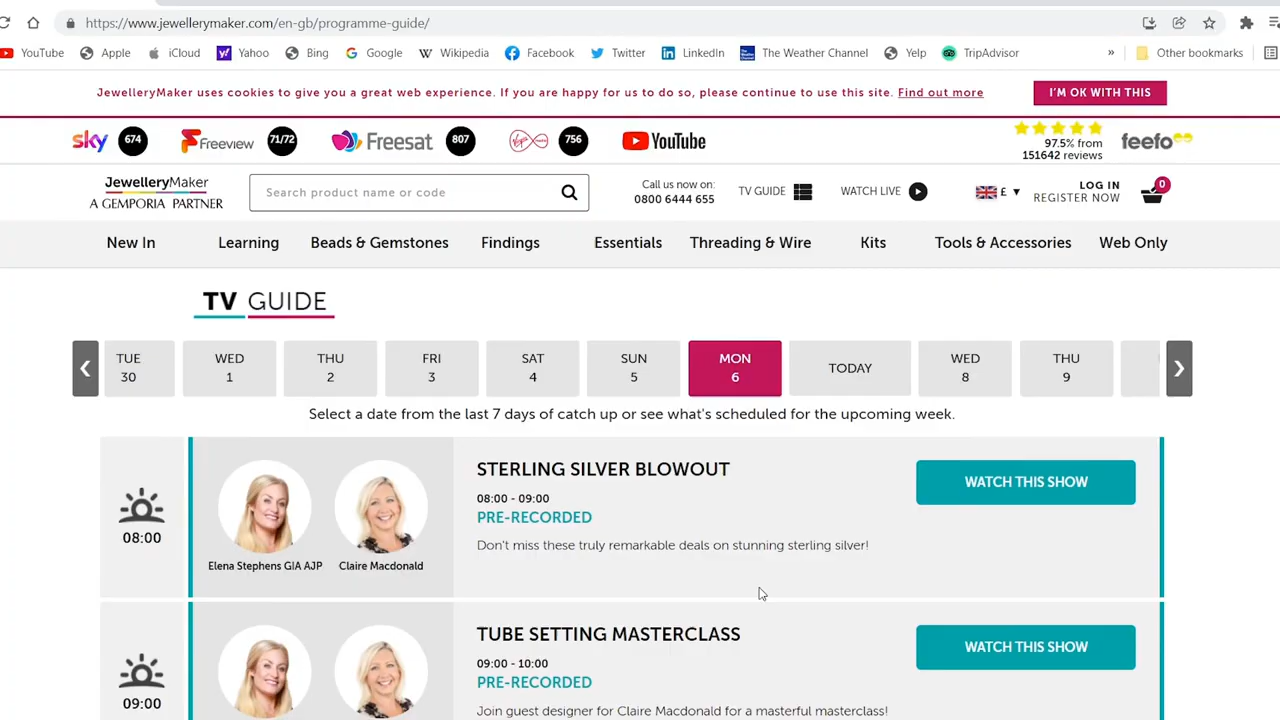 https://www.jewellerymaker.com/en-gb/programme-guide/
YouTube Apple iCloud Yahoo Bing Google Wikipedia Facebook Twitter LinkedIn The Weather Channel Yelp TripAdvisor » Other bookmarks
JewelleryMaker uses cookies to give you a great web experience. If you are happy for us to do so, please continue to use this site. Find out more
I'M OK WITH THIS
sky 674 Freeview 71/72 Freesat 807 756 YouTube
97.5% from
151642 reviews
feefo
JewelleryMaker
A GEMPORIA PARTNER
Search product name or code
Call us now on:
0800 6444 655
TV GUIDE
WATCH LIVE
£
LOG IN
REGISTER NOW
0
New In Learning Beads & Gemstones Findings Essentials Threading & Wire Kits Tools & Accessories Web Only
TV GUIDE
TUE
30
WED
1
THU
2
FRI
3
SAT
4
SUN
5
MON
6
TODAY
WED
8
THU
9
Select a date from the last 7 days of catch up or see what's scheduled for the upcoming week.
08:00
Elena Stephens GIA AJP
Claire Macdonald
STERLING SILVER BLOWOUT
08:00 - 09:00
PRE-RECORDED
Don't miss these truly remarkable deals on stunning sterling silver!
WATCH THIS SHOW
09:00
TUBE SETTING MASTERCLASS
09:00 - 10:00
PRE-RECORDED
Join guest designer for Claire Macdonald for a masterful masterclass!
WATCH THIS SHOW